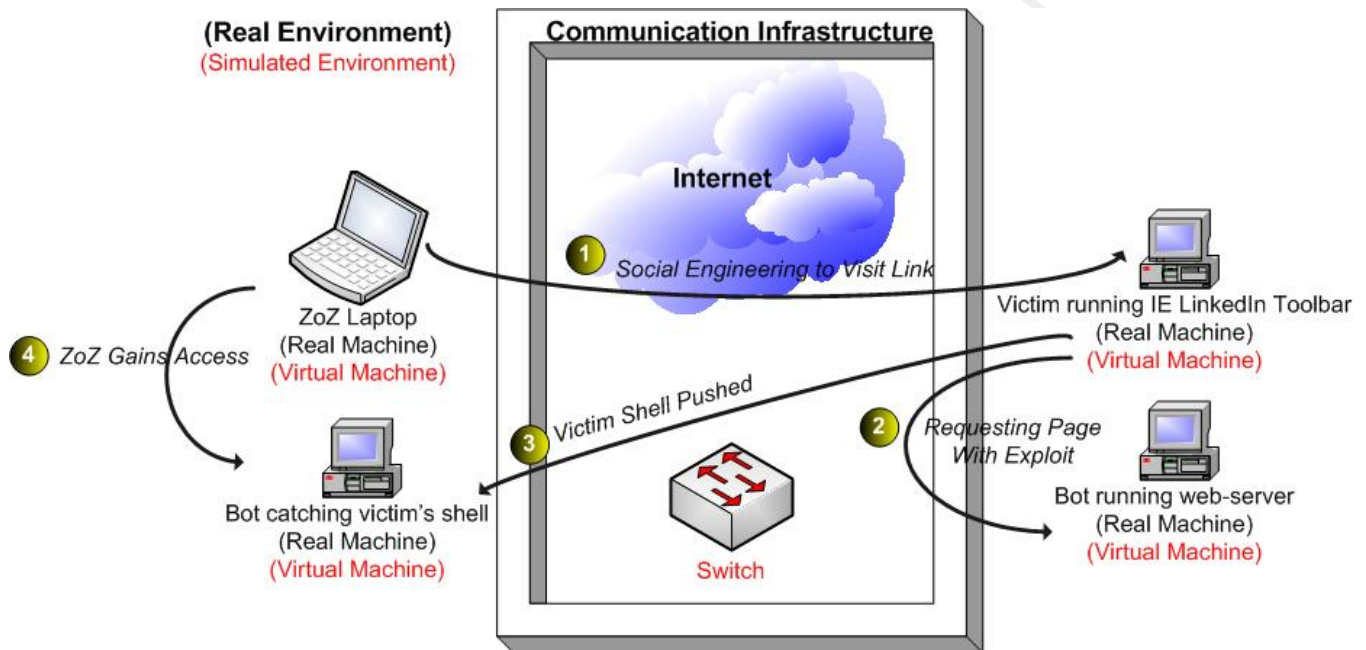 (Real Environment)
(Simulated Environment)
Communication Infrastructure
Internet
1
Social Engineering to Visit Link
ZoZ Laptop
(Real Machine)
(Virtual Machine)
Victim running IE LinkedIn Toolbar
(Real Machine)
(Virtual Machine)
4
ZoZ Gains Access
3
Victim Shell Pushed
2
Requesting Page
With Exploit
Bot catching victim's shell
(Real Machine)
(Virtual Machine)
Switch
Bot running web-server
(Real Machine)
(Virtual Machine)